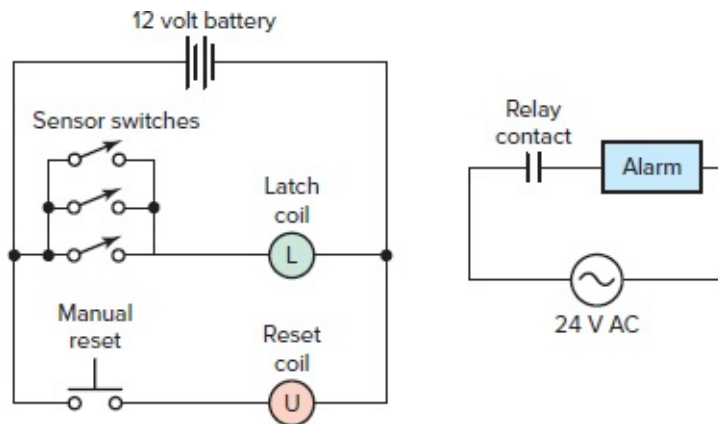 12 volt battery
Sensor switches
Relay
contact
Alarm
Latch
coil
L
24 V AC
Manual
reset
Reset
coil
U